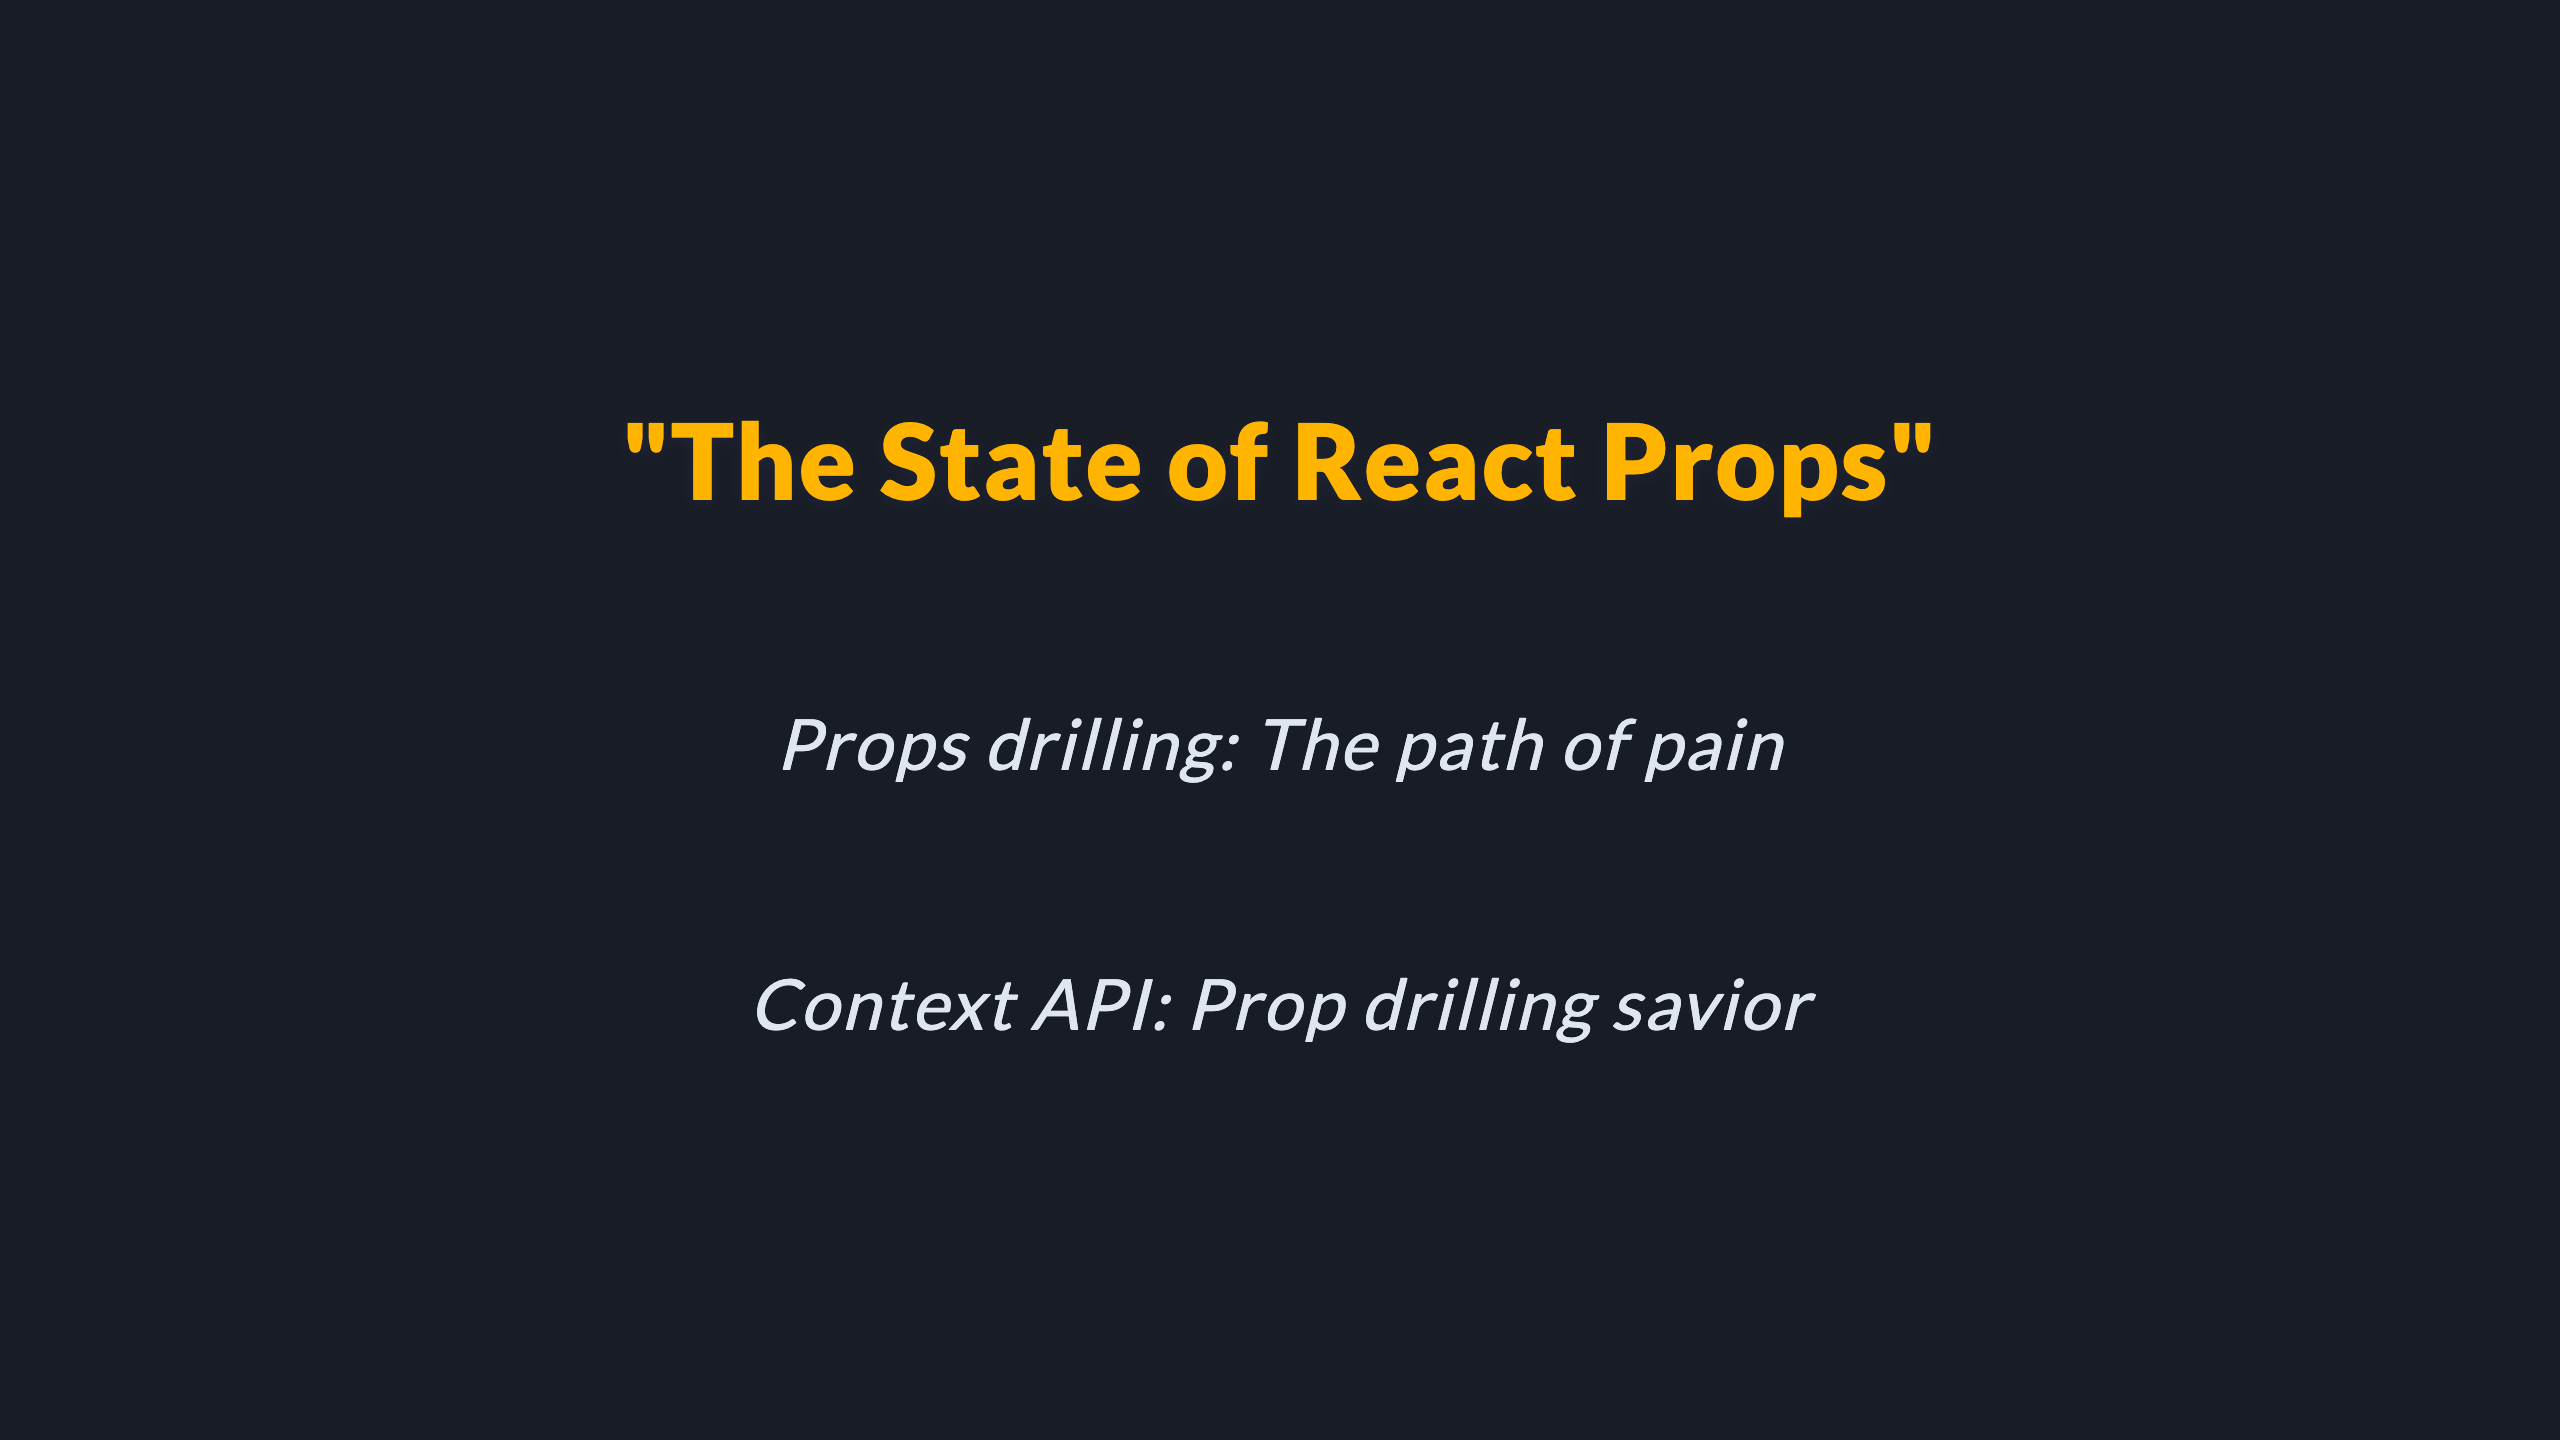 "The State of React Props"
Props drilling: The path of pain
Context API: Prop drilling savior